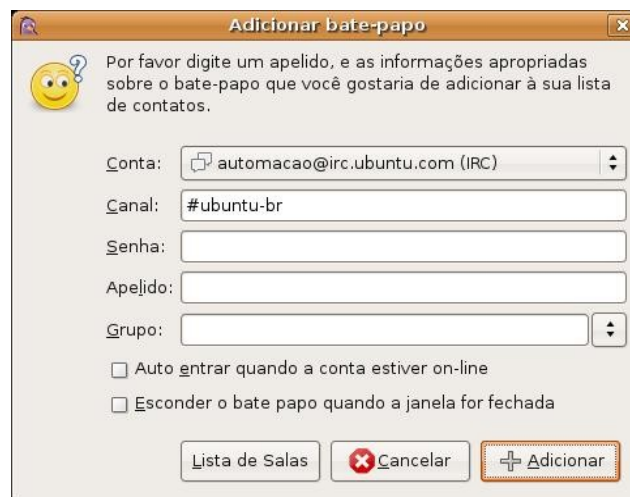 Adicionar bate-papo
Por favor digite um apelido, e as informações apropriadas
sobre o bate-papo que você gostaria de adicionar à sua lista
de contatos.
Conta: automacao@irc.ubuntu.com (IRC)
Canal: #ubuntu-br
Senha:
Apelido:
Grupo:
Auto entrar quando a conta estiver on-line
Esconder o bate papo quando a janela for fechada
Lista de Salas Cancelar Adicionar